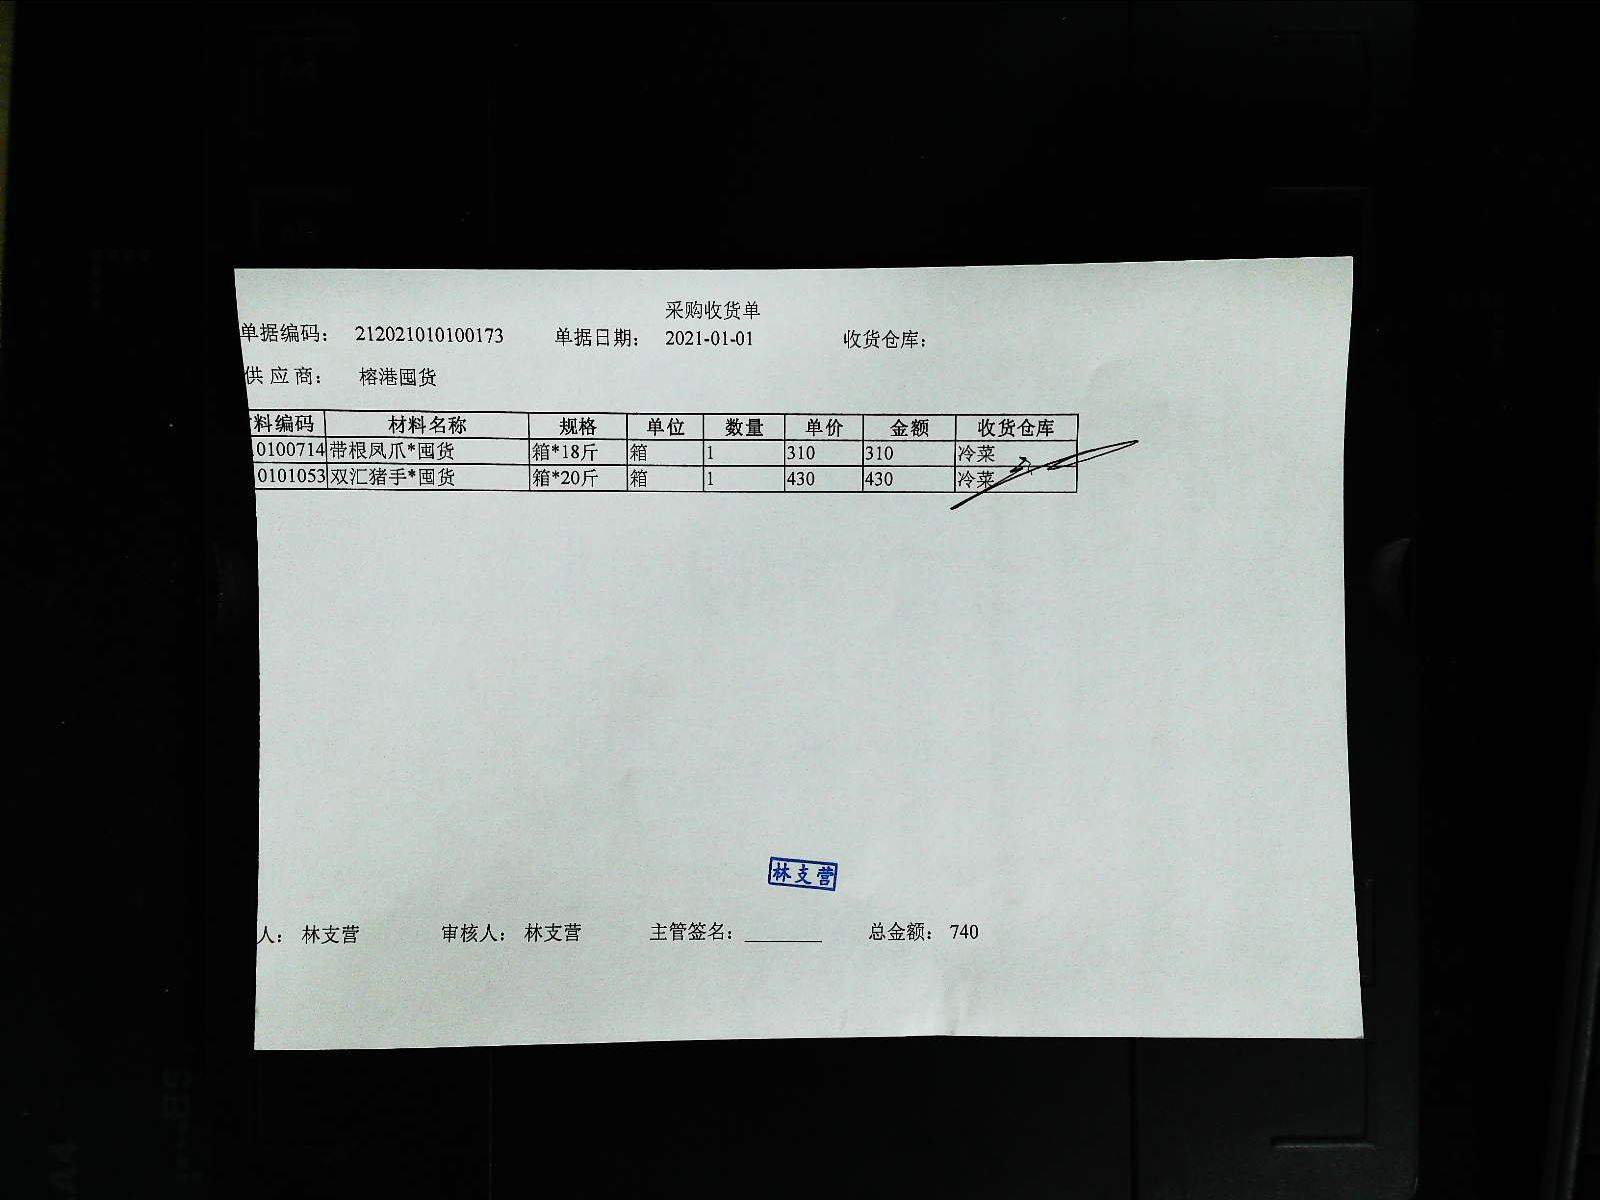 采购收货单
单据编码： 212021010100173 单据日期： 2021-01-01 收货仓库：
供 应 商： 榕港囤货
料编码 材料名称 规格 单位 数量 单价 金额 收货仓库
0100714 带根凤爪*囤货 箱*18斤 箱 1 310 310 冷菜
0101053 双汇猪手*囤货 箱*20斤 箱 1 430 430 冷菜
林支营
人： 林支营 审核人： 林支营 主管签名：________ 总金额： 740